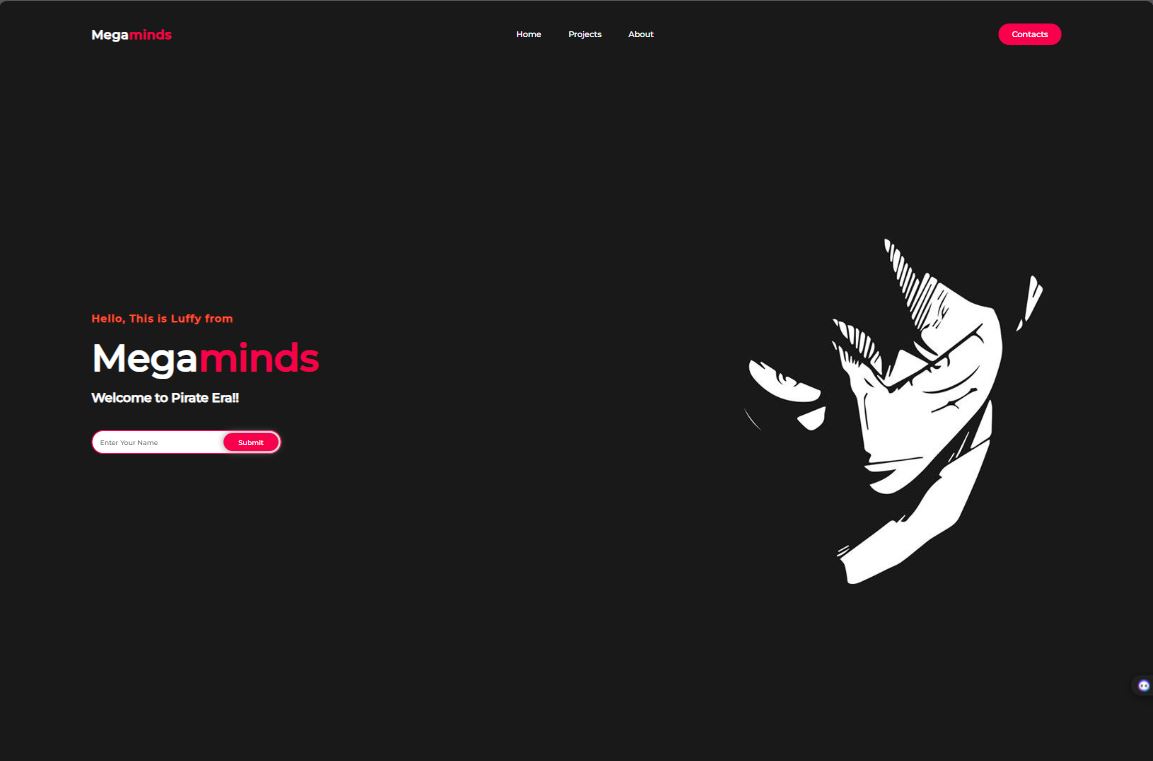 Megaminds
Home Projects About
Contacts
Hello, This is Luffy from
Megaminds
Welcome to Pirate Era!!
Enter Your Name
Submit